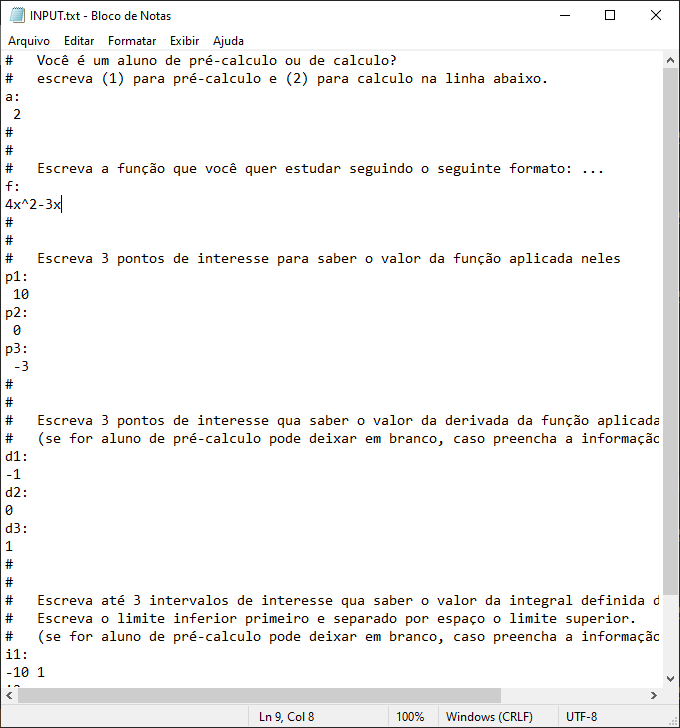 INPUT.txt - Bloco de Notas
Arquivo Editar Formatar Exibir Ajuda
# Você é um aluno de pré-calculo ou de calculo?
# escreva (1) para pré-calculo e (2) para calculo na linha abaixo.
a:
2
#
#
# Escreva a função que você quer estudar seguindo o seguinte formato: ...
f:
4x^2-3x
#
#
# Escreva 3 pontos de interesse para saber o valor da função aplicada neles
p1:
10
p2:
0
p3:
-3
#
#
# Escreva 3 pontos de interesse qua saber o valor da derivada da função aplicada
# (se for aluno de pré-calculo pode deixar em branco, caso preencha a informação
d1:
-1
d2:
0
d3:
1
#
#
# Escreva até 3 intervalos de interesse qua saber o valor da integral definida d
# Escreva o limite inferior primeiro e separado por espaço o limite superior.
# (se for aluno de pré-calculo pode deixar em branco, caso preencha a informação
i1:
-10 1
Ln 9, Col 8 100% Windows (CRLF) UTF-8